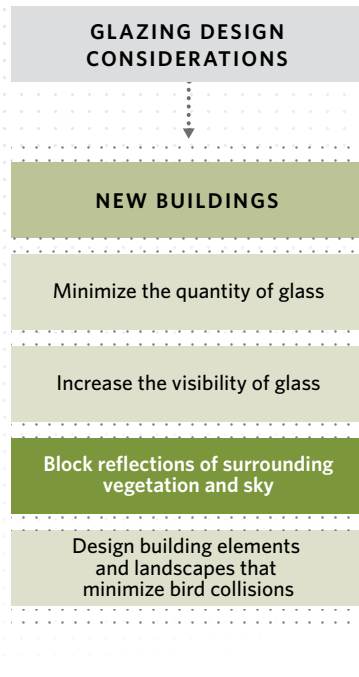 GLAZING DESIGN
CONSIDERATIONS
NEW BUILDINGS
Minimize the quantity of glass
Increase the visibility of glass
Block reflections of surrounding
vegetation and sky
Design building elements
and landscapes that
minimize bird collisions